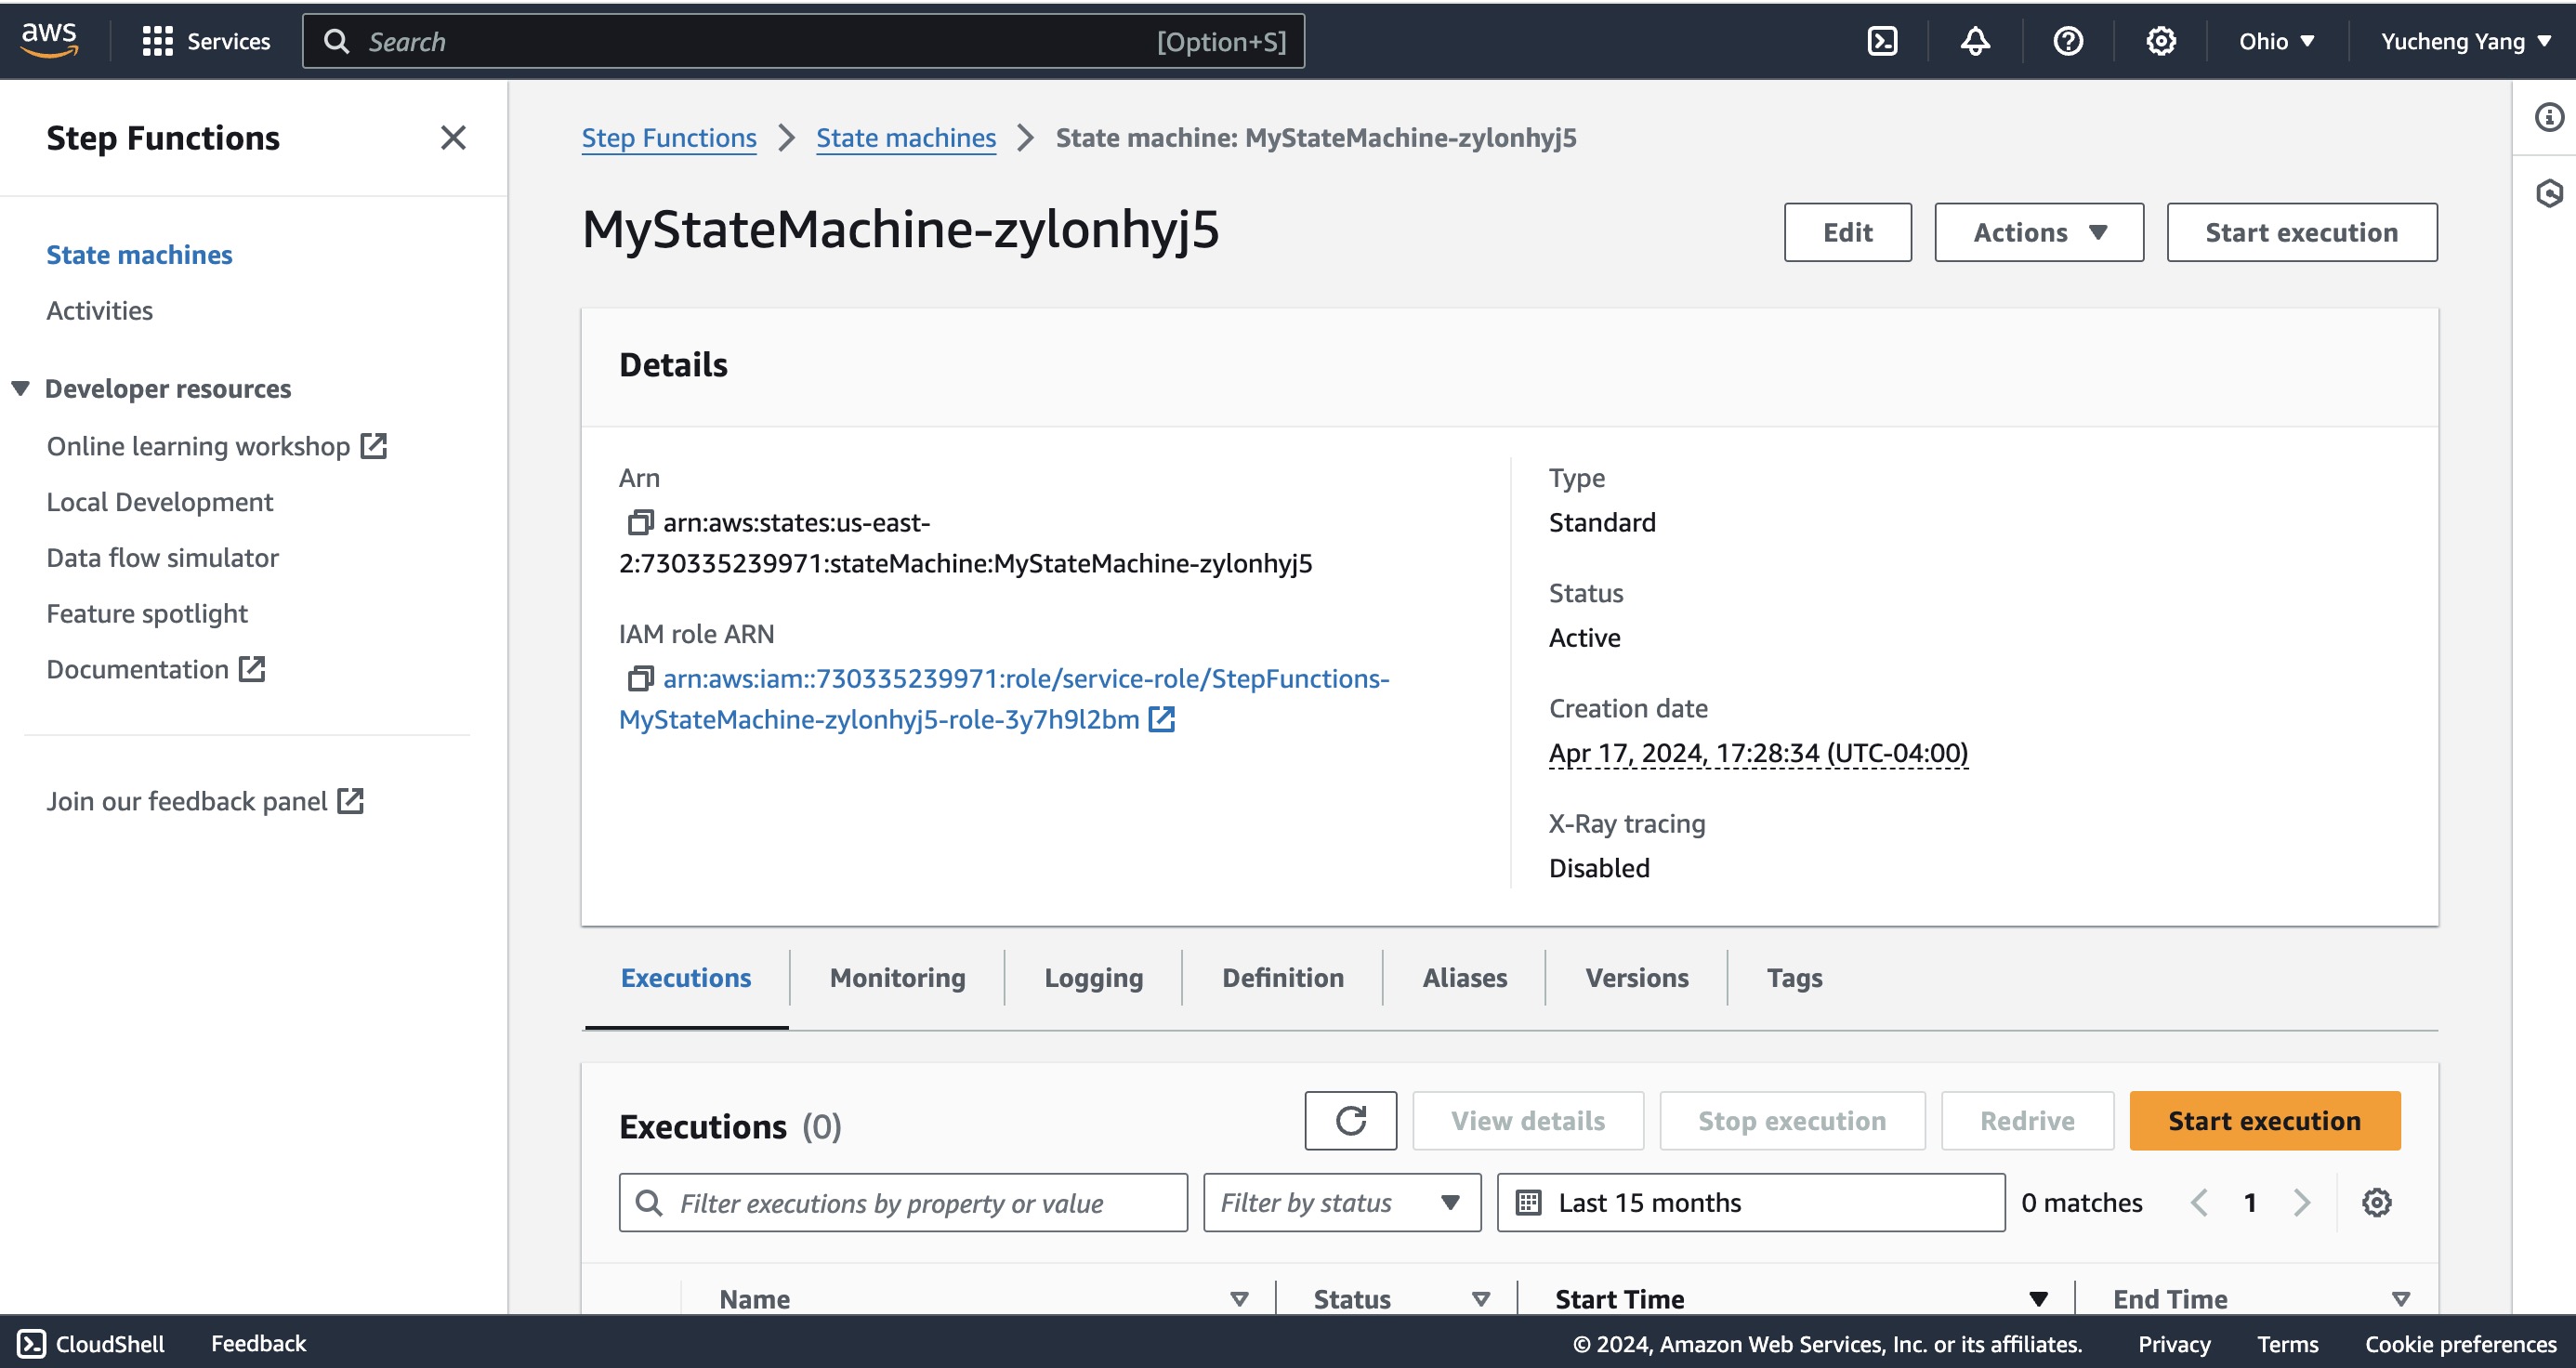 aws
Services
Search
[Option+S]
Ohio
Yucheng Yang
Step Functions
State machines
Activities
Developer resources
Online learning workshop
Local Development
Data flow simulator
Feature spotlight
Documentation
Join our feedback panel
Step Functions
State machines
State machine: MyStateMachine-zylonhyj5
MyStateMachine-zylonhyj5
Edit
Actions
Start execution
Details
Arn
arn:aws:states:us-east-
2:730335239971:stateMachine:MyStateMachine-zylonhyj5
IAM role ARN
arn:aws:iam::730335239971:role/service-role/StepFunctions-
MyStateMachine-zylonhyj5-role-3y7h9l2bm
Type
Standard
Status
Active
Creation date
Apr 17, 2024, 17:28:34 (UTC-04:00)
X-Ray tracing
Disabled
Executions
Monitoring
Logging
Definition
Aliases
Versions
Tags
Executions (0)
View details
Stop execution
Redrive
Start execution
Filter executions by property or value
Filter by status
Last 15 months
0 matches
1
Name
Status
Start Time
End Time
CloudShell
Feedback
© 2024, Amazon Web Services, Inc. or its affiliates.
Privacy
Terms
Cookie preferences